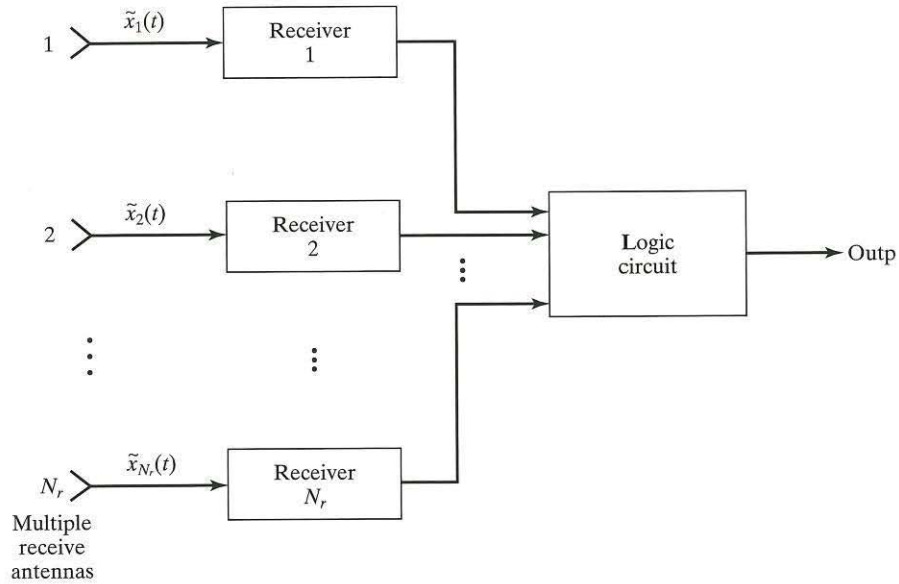 1
x̃₁(t)
Receiver
1
2
x̃₂(t)
Receiver
2
Logic
circuit
Outp
Nᵣ
x̃_{Nᵣ}(t)
Receiver
Nᵣ
Multiple
receive
antennas